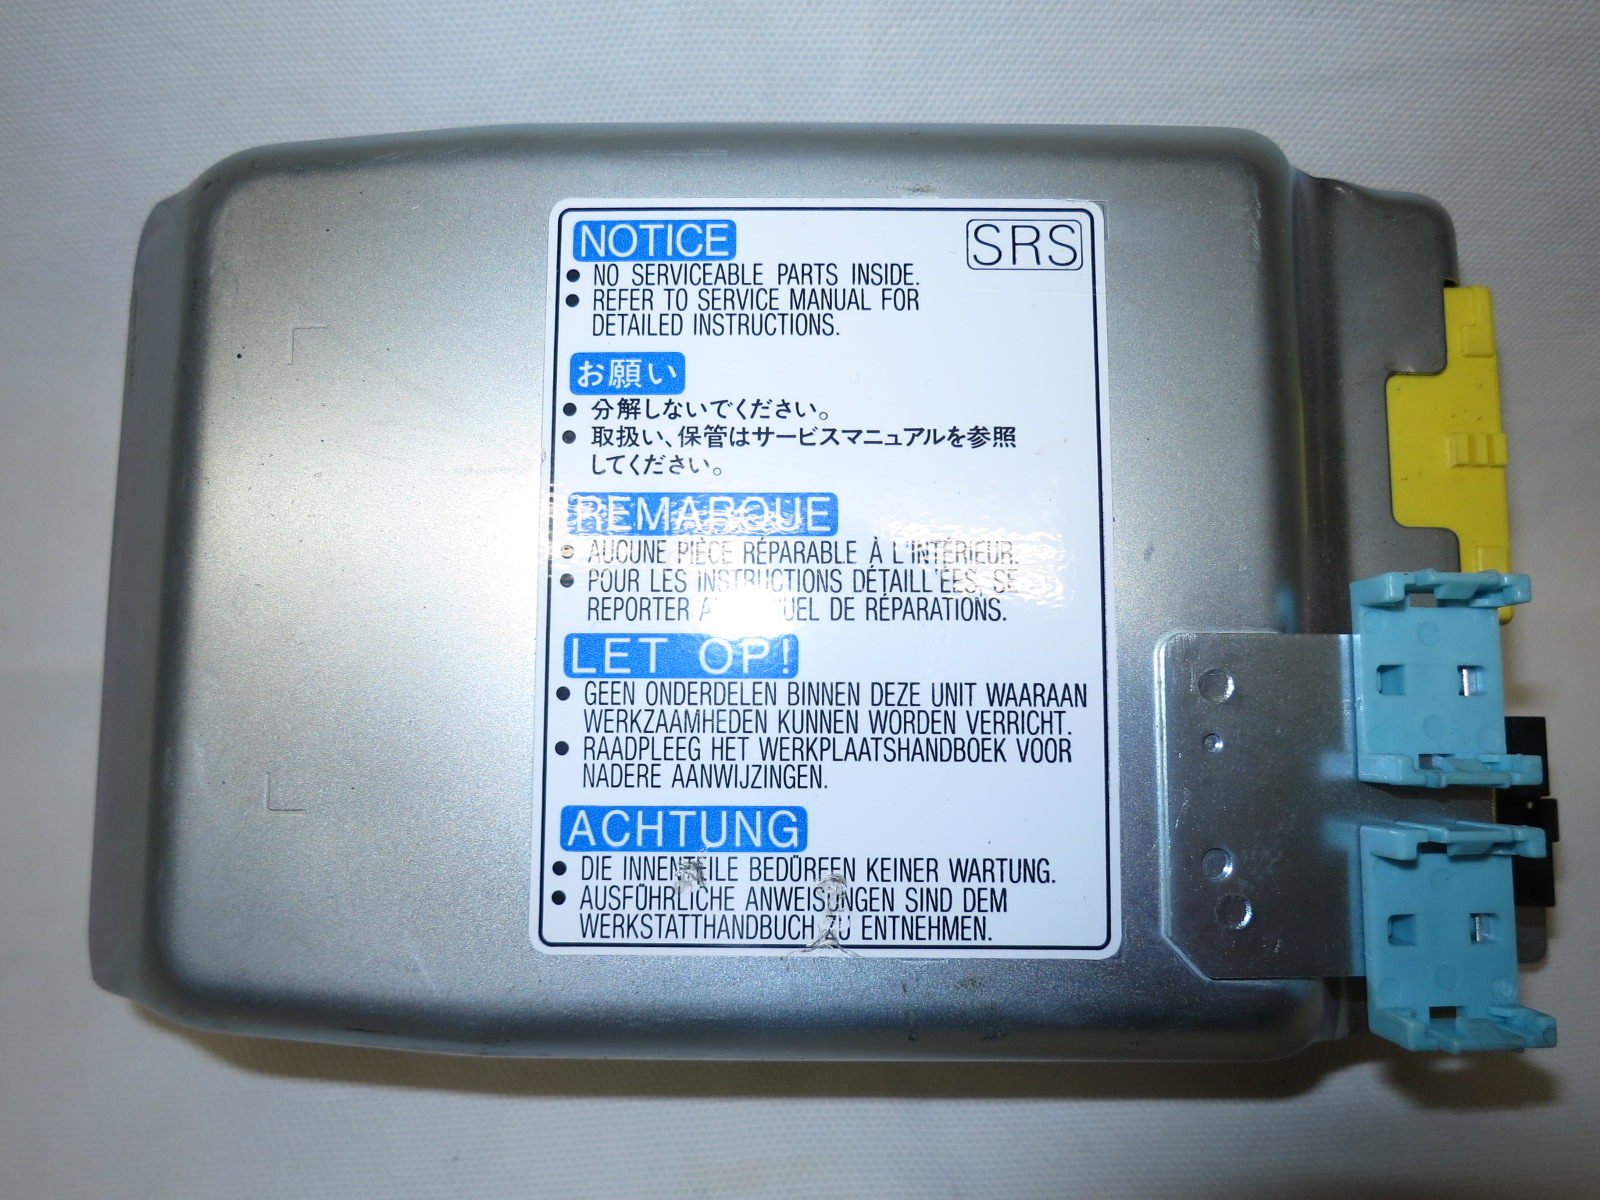 NOTICE SRS
● NO SERVICEABLE PARTS INSIDE.
● REFER TO SERVICE MANUAL FOR
DETAILED INSTRUCTIONS.
お願い
● 分解しないでください。
● 取扱い、保管はサービスマニュアルを参照
してください。
REMARQUE
● AUCUNE PIÈCE RÉPARABLE À L'INTÉRIEUR.
● POUR LES INSTRUCTIONS DÉTAILL'ÉES, SE
REPORTER DE RÉPARATIONS.
LET OP!
● GEEN ONDERDELEN BINNEN DEZE UNIT WAARAAN
WERKZAAMHEDEN KUNNEN WORDEN VERRICHT.
● RAADPLEEG HET WERKPLAATSHANDBOEK VOOR
NADERE AANWIJZINGEN.
ACHTUNG
● DIE INNENTEILE BEDÜRFEN KEINER WARTUNG.
● AUSFÜHRLICHE ANWEISUNGEN SIND DEM
WERKSTATTHANDBUCH ZU ENTNEHMEN.